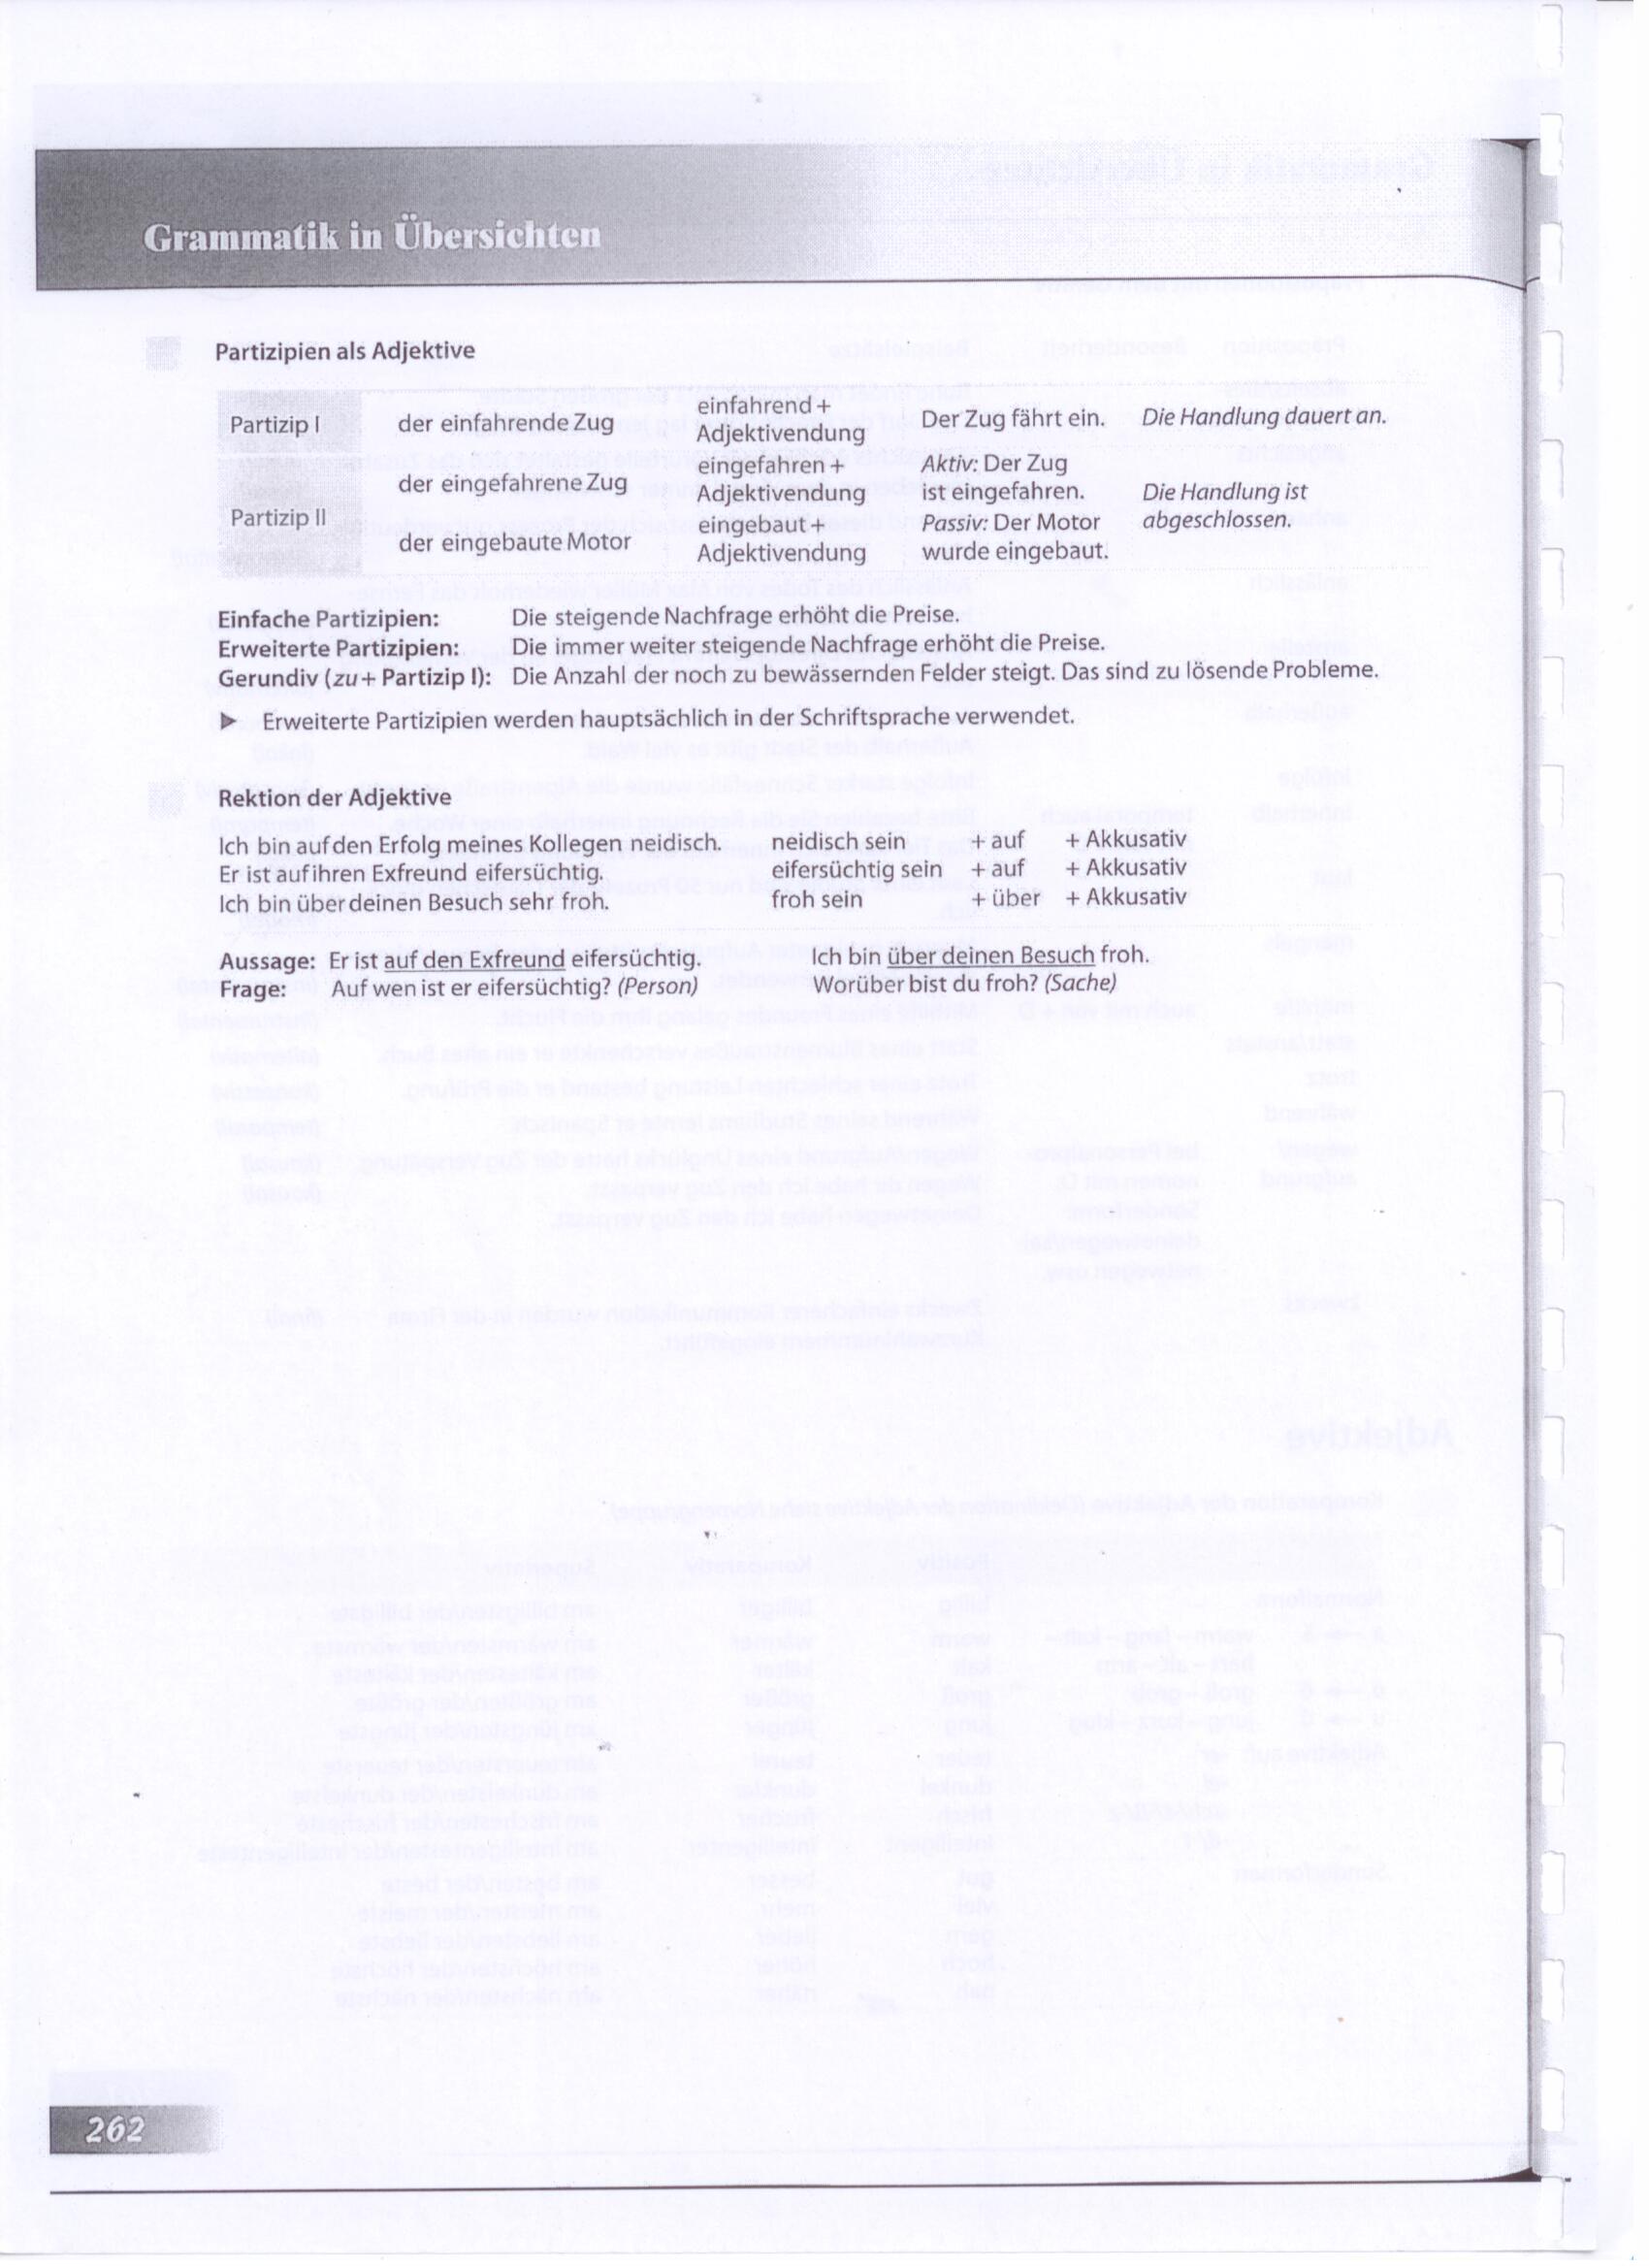 Grammatik in Übersichten
Partizipien als Adjektive
Partizip I der einfahrende Zug einfahrend + Adjektivendung Der Zug fährt ein. Die Handlung dauert an.
Partizip II der eingefahrene Zug eingefahren + Adjektivendung Aktiv: Der Zug ist eingefahren. Die Handlung ist abgeschlossen.
der eingebaute Motor eingebaut + Adjektivendung Passiv: Der Motor wurde eingebaut.
Einfache Partizipien: Die steigende Nachfrage erhöht die Preise.
Erweiterte Partizipien: Die immer weiter steigende Nachfrage erhöht die Preise.
Gerundiv (zu + Partizip I): Die Anzahl der noch zu bewässernden Felder steigt. Das sind zu lösende Probleme.
▶ Erweiterte Partizipien werden hauptsächlich in der Schriftsprache verwendet.
Rektion der Adjektive
Ich bin auf den Erfolg meines Kollegen neidisch. neidisch sein + auf + Akkusativ
Er ist auf ihren Exfreund eifersüchtig. eifersüchtig sein + auf + Akkusativ
Ich bin über deinen Besuch sehr froh. froh sein + über + Akkusativ
Aussage: Er ist auf den Exfreund eifersüchtig. Ich bin über deinen Besuch froh.
Frage: Auf wen ist er eifersüchtig? (Person) Worüber bist du froh? (Sache)
262